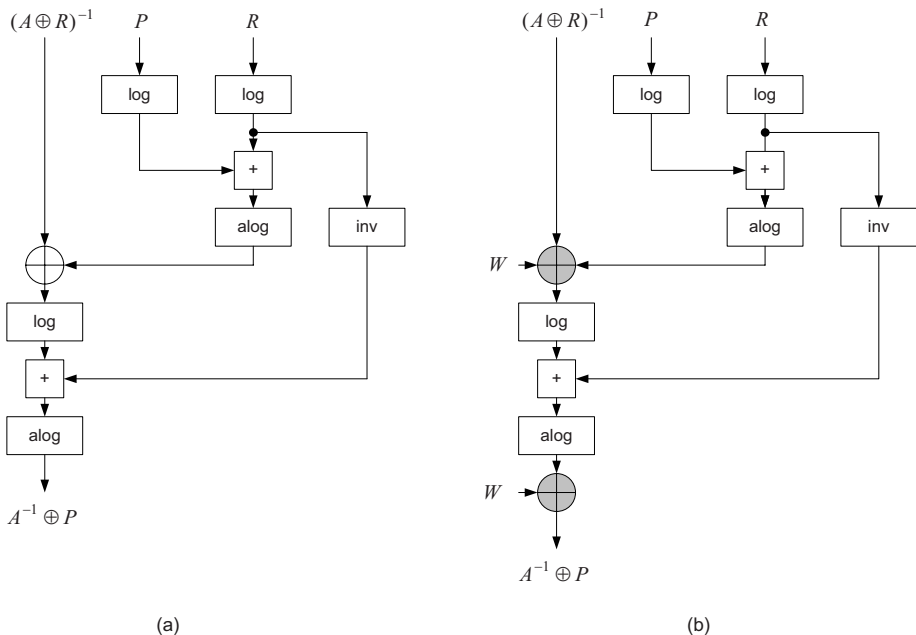 (A ⊕ R)⁻¹ P R (A ⊕ R)⁻¹ P R
log log log log
+ +
alog inv alog inv
W
log log
+ +
alog alog
W
A⁻¹ ⊕ P
A⁻¹ ⊕ P
(a) (b)